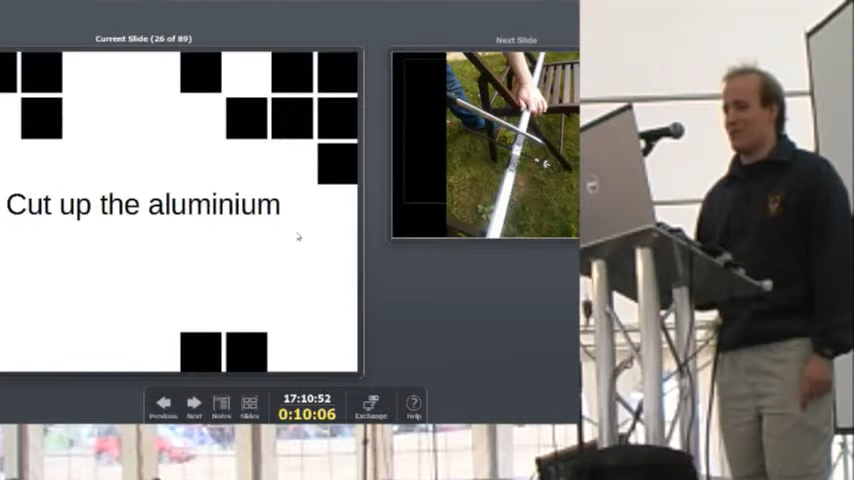 Current Slide (26 of 89)
Next Slide
Cut up the aluminium
17:10:52
0:10:06
Previous
Next
Notes
Slides
Exchange
Help